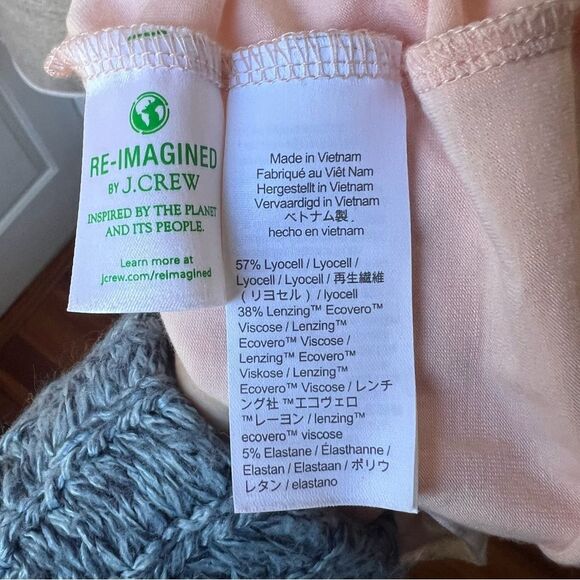 RE-IMAGINED
BY J.CREW
INSPIRED BY THE PLANET
AND ITS PEOPLE.
Learn more at
jcrew.com/reimagined
Made in Vietnam
Fabriqué au Viêt Nam
Hergestellt in Vietnam
Vervaardigd in Vietnam
ベトナム製 .
hecho en vietnam
57% Lyocell / Lyocell /
Lyocell / Lyocell / 再生繊維
( リヨセル ) / lyocell
38% Lenzing™ Ecovero™
Viscose / Lenzing™
Ecovero™ Viscose /
Lenzing™ Ecovero™
Viskose / Lenzing™
Ecovero™ Viscose / レンチ
ング社 ™エコヴェロ
™レーヨン / lenzing™
ecovero™ viscose
5% Elastane / Élasthanne /
Elastan / Elastaan / ポリウ
レタン / elastano